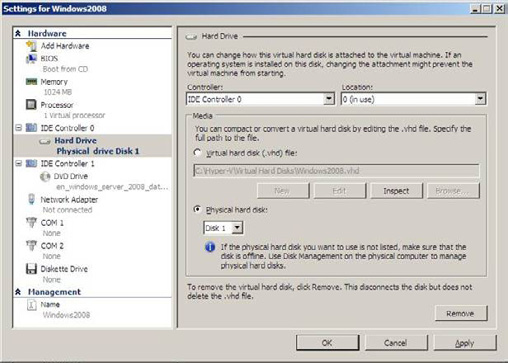 Settings for Windows2008
Hardware
Add Hardware
BIOS
Boot from CD
Memory
1024 MB
Processor
1 Virtual processor
IDE Controller 0
Hard Drive
Physical drive Disk 1
IDE Controller 1
DVD Drive
en_windows_server_2008_dat...
Network Adapter
Not connected
COM 1
None
COM 2
None
Diskette Drive
None
Management
Name
Windows2008
Hard Drive
You can change how this virtual hard disk is attached to the virtual machine. If an
operating system is installed on this disk, changing the attachment might prevent the
virtual machine from starting.
Controller:
Location:
IDE Controller 0
0 (in use)
Media
You can compact or convert a virtual hard disk by editing the .vhd file. Specify the
full path to the file.
Virtual hard disk (.vhd) file:
C:\Hyper-V\Virtual Hard Disks\Windows2008.vhd
New
Edit
Inspect
Browse...
Physical hard disk:
Disk 1
If the physical hard disk you want to use is not listed, make sure that the
disk is offline. Use Disk Management on the physical computer to manage
physical hard disks.
To remove the virtual hard disk, click Remove. This disconnects the disk but does not
delete the .vhd file.
Remove
OK
Cancel
Apply